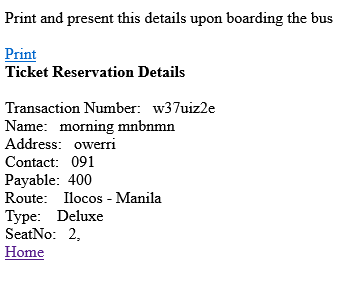 Print and present this details upon boarding the bus
Print
Ticket Reservation Details
Transaction Number: w37uiz2e
Name: morning mnbnmn
Address: owerri
Contact: 091
Payable: 400
Route: Ilocos - Manila
Type: Deluxe
SeatNo: 2,
Home